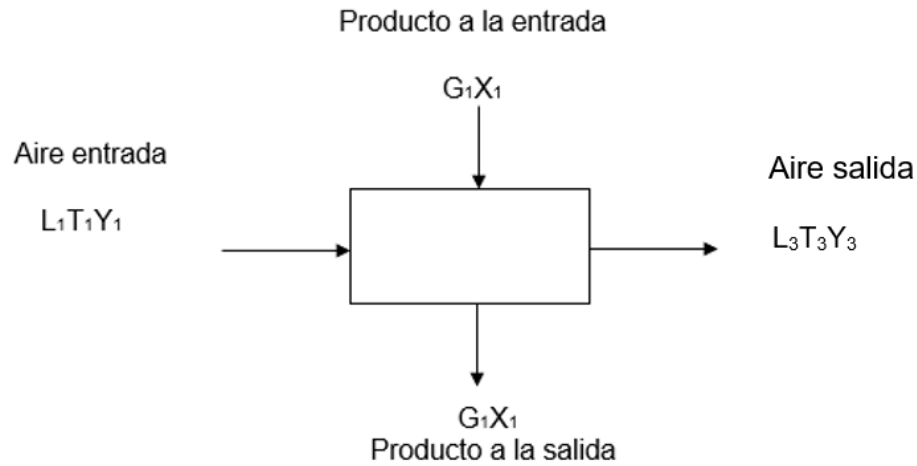 Producto a la entrada
G₁X₁
Aire entrada
Aire salida
L₁T₁Y₁
L₃T₃Y₃
G₁X₁
Producto a la salida